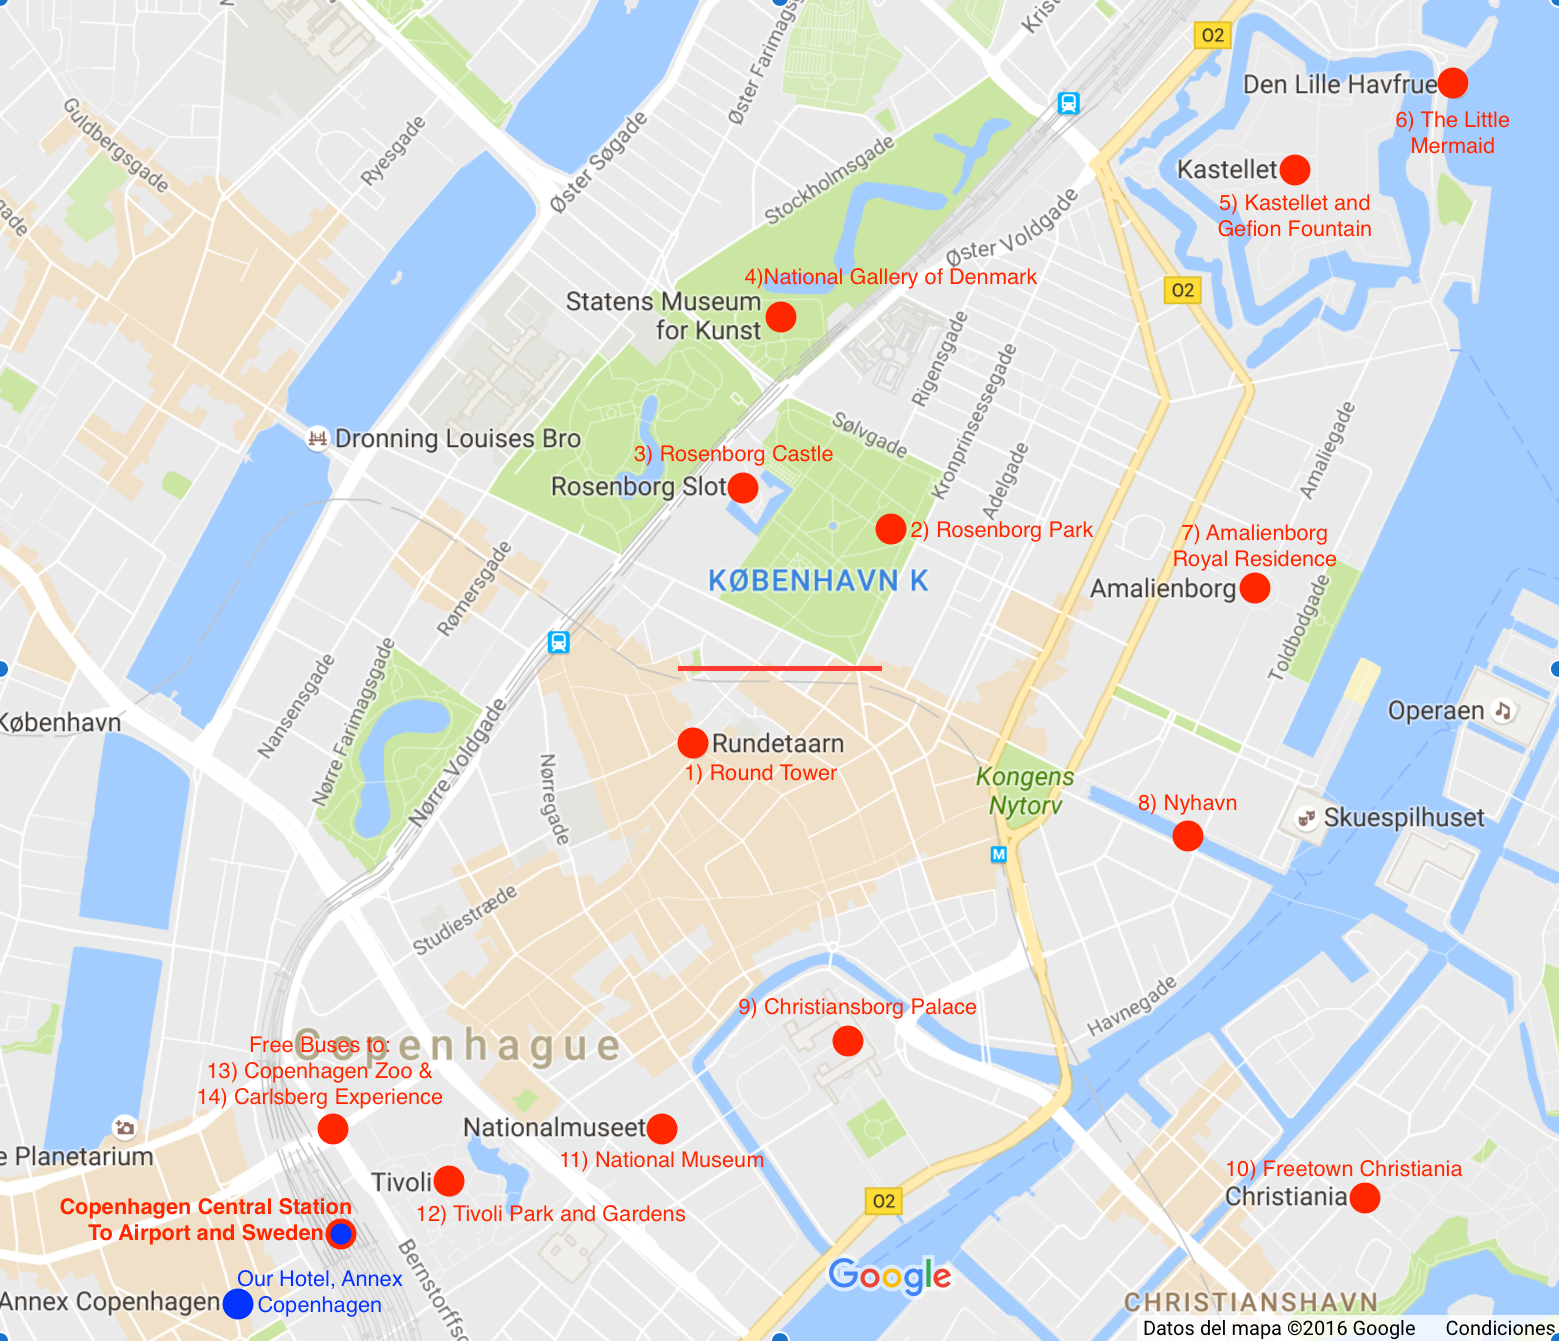 Krist
O2
Øster Farimags
Den Lille Havfrue
6) The Little
Mermaid
Guldbergsgade
Ryesgade
Øster Søgade
Stockholmsgade
Kastellet
5) Kastellet and
Gefion Fountain
gade
Øster Voldgade
4)National Gallery of Denmark
O2
Statens Museum
for Kunst
Rigensgade
Kronprinsessegade
Sølvgade
Adelgade
Amaliegade
Dronning Louises Bro
3) Rosenborg Castle
Rosenborg Slot
2) Rosenborg Park
7) Amalienborg
Royal Residence
Amalienborg
KØBENHAVN K
Rømersgade
Toldbodgade
Nansensgade
Nørre Farimagsgade
Nørre Voldgade
København
Operaen
Rundetaarn
1) Round Tower
Nørregade
Kongens
Nytorv
8) Nyhavn
Skuespilhuset
M
Studiestræde
Havnegade
9) Christiansborg Palace
Copenhague
Free Buses to:
13) Copenhagen Zoo &
14) Carlsberg Experience
Nationalmuseet
11) National Museum
e Planetarium
Tivoli
12) Tivoli Park and Gardens
10) Freetown Christiania
Christiania
O2
Copenhagen Central Station
To Airport and Sweden
Bernstorffsg
Our Hotel, Annex
Copenhagen
Annex Copenhagen
Google
CHRISTIANSHAVN
Datos del mapa ©2016 Google
Condiciones